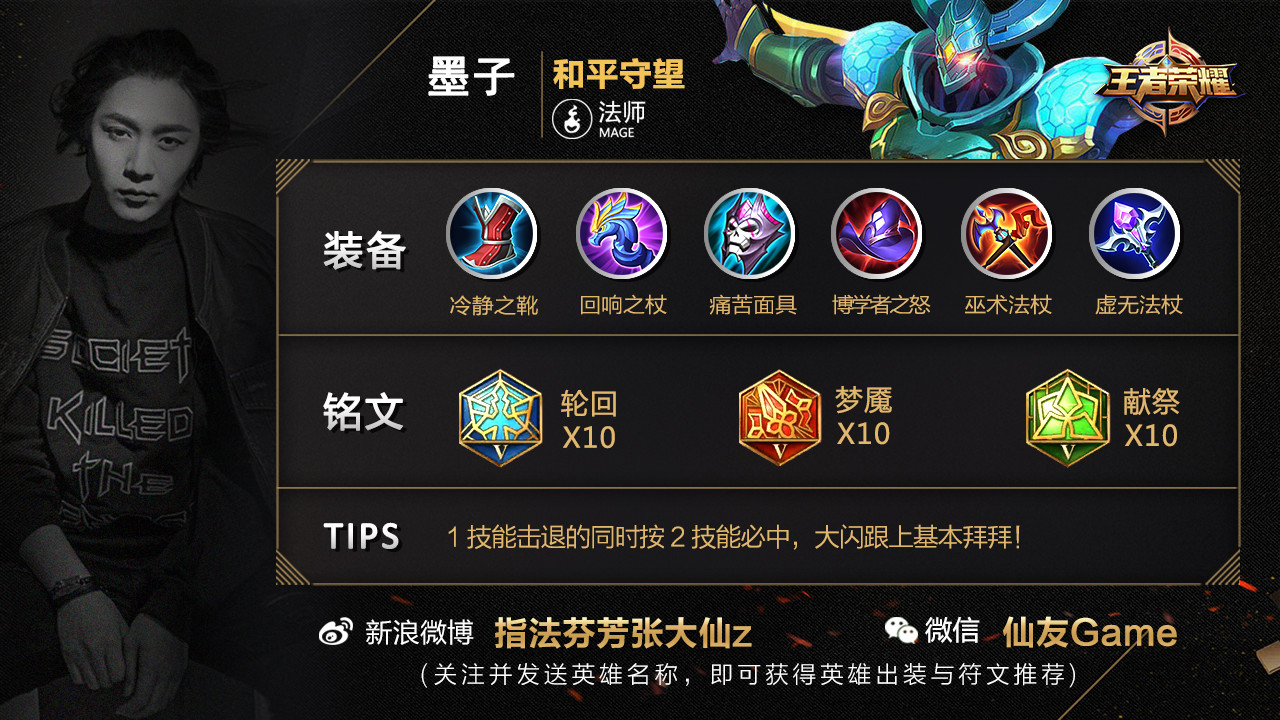 墨子
和平守望
法师
MAGE
王者荣耀
装备
冷静之靴 回响之杖 痛苦面具 博学者之怒 巫术法杖 虚无法杖
铭文
轮回 X10
梦魇 X10
献祭 X10
V V V
TIPS
1技能击退的同时按2技能必中，大闪跟上基本拜拜！
新浪微博 指法芬芳张大仙z 微信 仙友Game
（关注并发送英雄名称，即可获得英雄出装与符文推荐）
SOCIET
KILLED
THE